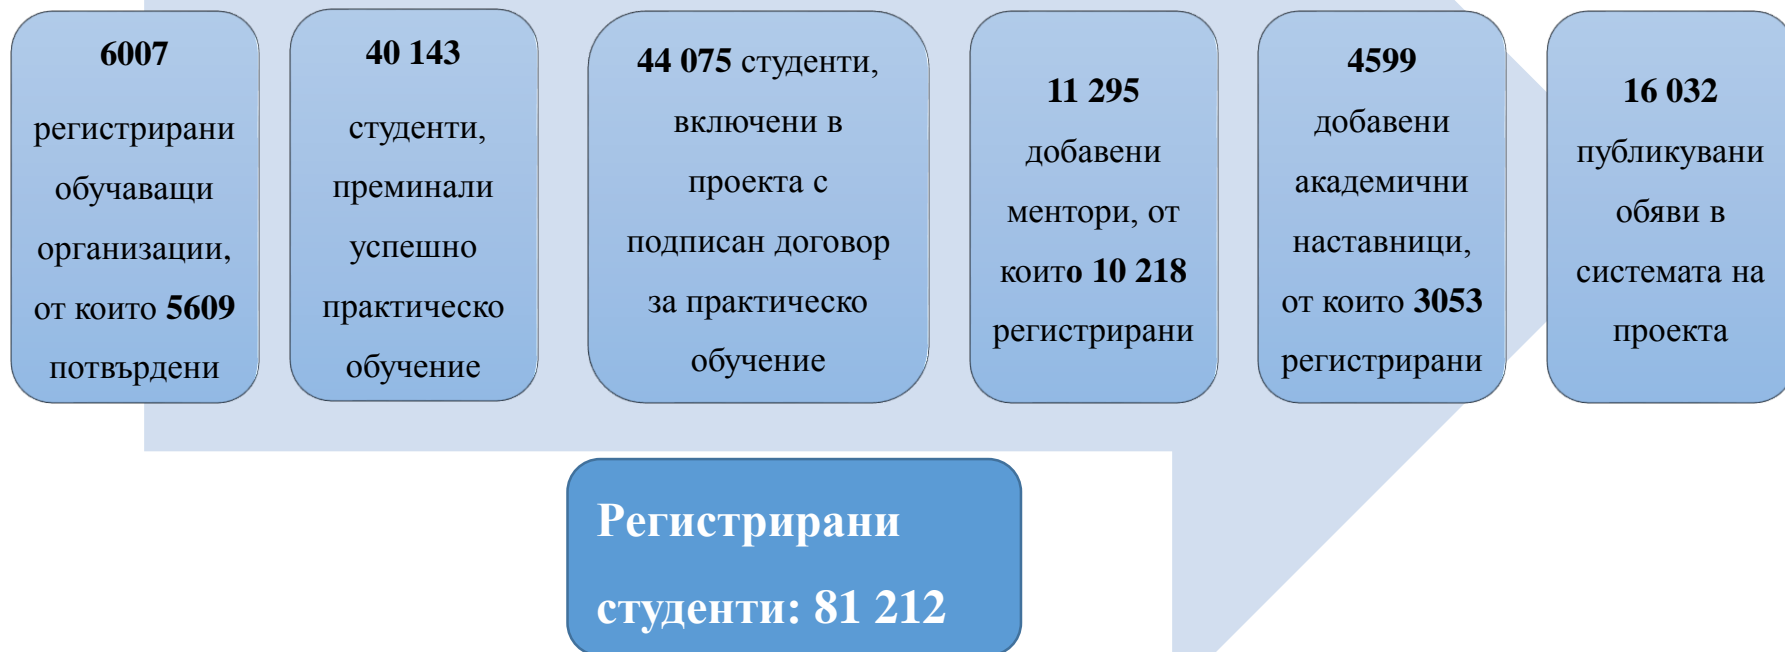 6007
регистрирани
обучаващи
организации,
от които 5609
потвърдени
40 143
студенти,
преминали
успешно
практическо
обучение
44 075 студенти,
включени в
проекта с
подписан договор
за практическо
обучение
11 295
добавени
ментори, от
които 10 218
регистрирани
4599
добавени
академични
наставници,
от които 3053
регистрирани
16 032
публикувани
обяви в
системата на
проекта
Регистрирани
студенти: 81 212